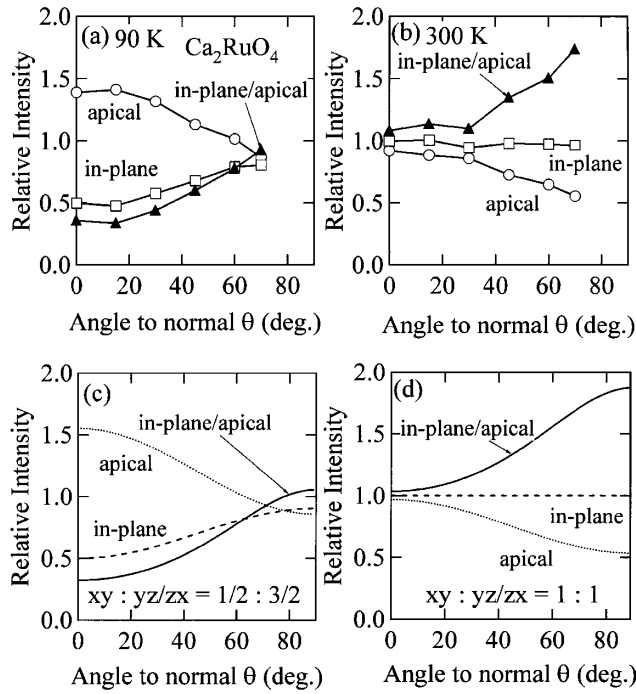 (a) 90 K
Ca₂RuO₄
in-plane/apical
apical
in-plane
2.0
1.5
1.0
0.5
0.0
0 20 40 60 80
Relative Intensity
Angle to normal θ (deg.)
(b) 300 K
in-plane/apical
in-plane
apical
2.0
1.5
1.0
0.5
0.0
0 20 40 60 80
Relative Intensity
Angle to normal θ (deg.)
(c)
in-plane/apical
apical
in-plane
xy : yz/zx = 1/2 : 3/2
2.0
1.5
1.0
0.5
0.0
0 20 40 60 80
Relative Intensity
Angle to normal θ (deg.)
(d)
in-plane/apical
in-plane
apical
xy : yz/zx = 1 : 1
2.0
1.5
1.0
0.5
0.0
0 20 40 60 80
Relative Intensity
Angle to normal θ (deg.)